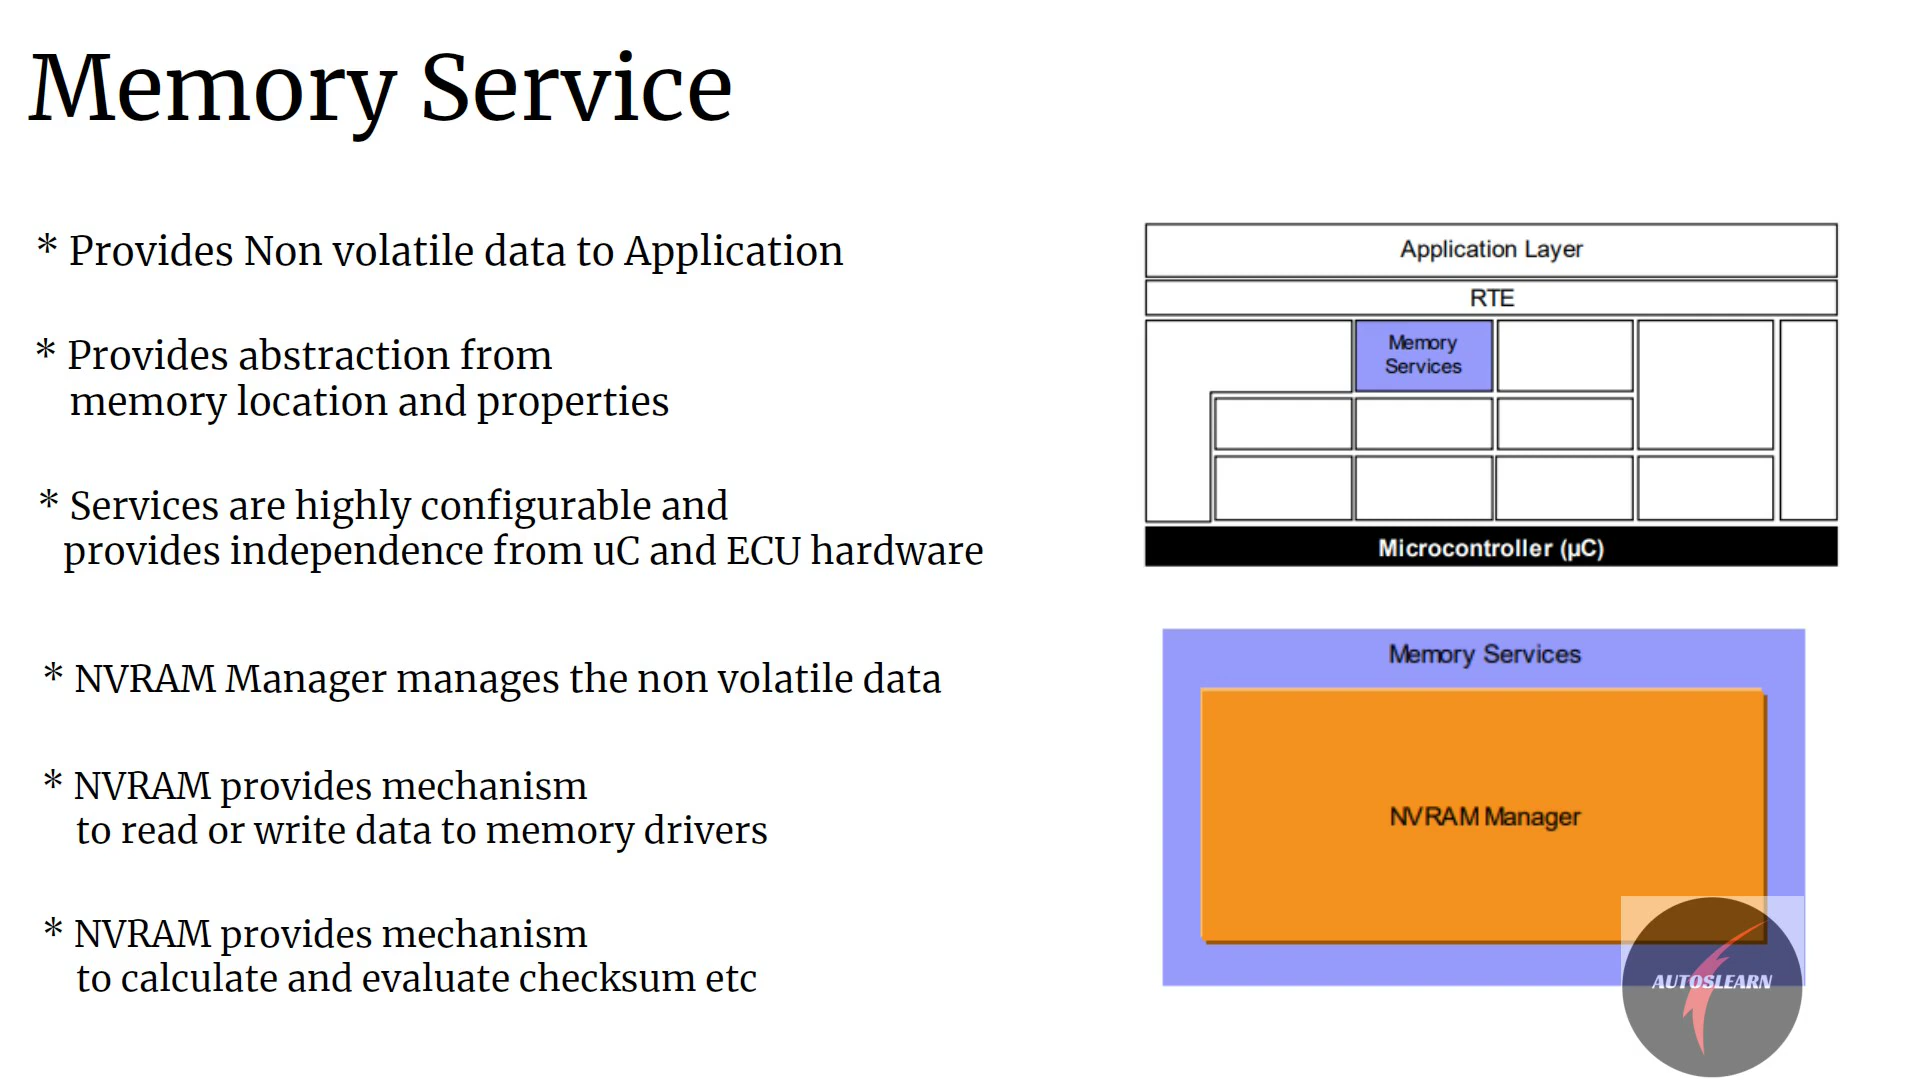 Memory Service
* Provides Non volatile data to Application
* Provides abstraction from
memory location and properties
* Services are highly configurable and
provides independence from uC and ECU hardware
* NVRAM Manager manages the non volatile data
* NVRAM provides mechanism
to read or write data to memory drivers
* NVRAM provides mechanism
to calculate and evaluate checksum etc
Application Layer
RTE
Memory
Services
Microcontroller (µC)
Memory Services
NVRAM Manager
AUTOSLEARN